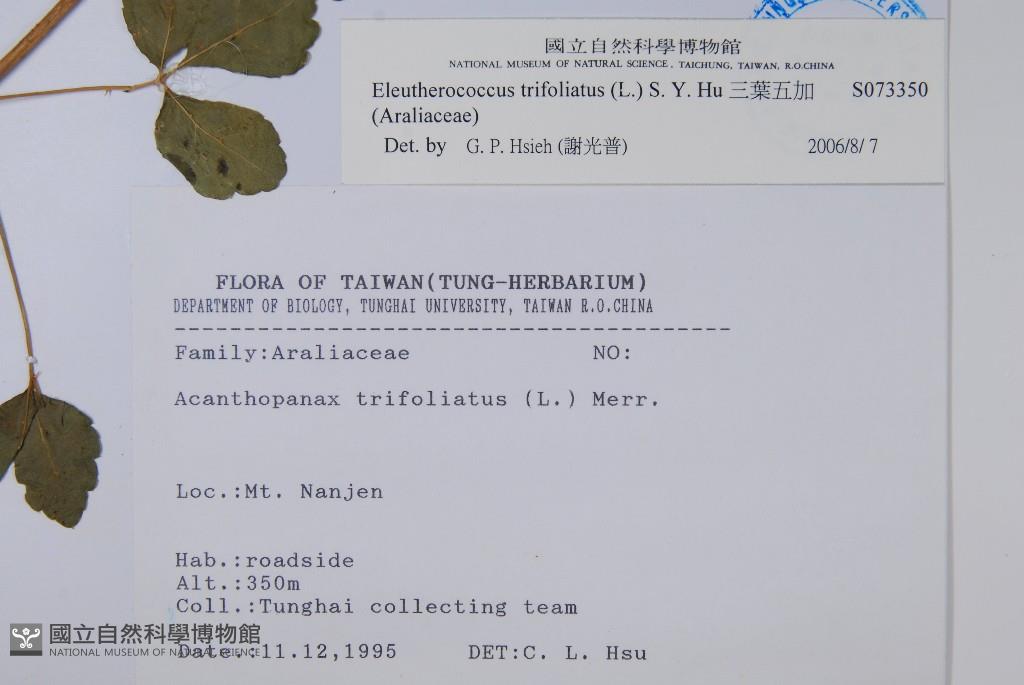 國立自然科學博物館
NATIONAL MUSEUM OF NATURAL SCIENCE, TAICHUNG, TAIWAN, R.O.CHINA
Eleutherococcus trifoliatus (L.) S. Y. Hu 三葉五加 S073350
(Araliaceae)
Det. by G. P. Hsieh (謝光普) 2006/8/ 7
FLORA OF TAIWAN(TUNG-HERBARIUM)
DEPARTMENT OF BIOLOGY, TUNGHAI UNIVERSITY, TAIWAN R.O.CHINA
Family:Araliaceae NO:
Acanthopanax trifoliatus (L.) Merr.
Loc.:Mt. Nanjen
Hab.:roadside
Alt.:350m
Coll.:Tunghai collecting team
Date.:11.12,1995 DET:C. L. Hsu
國立自然科學博物館
NATIONAL MUSEUM OF NATURAL SCIENCE